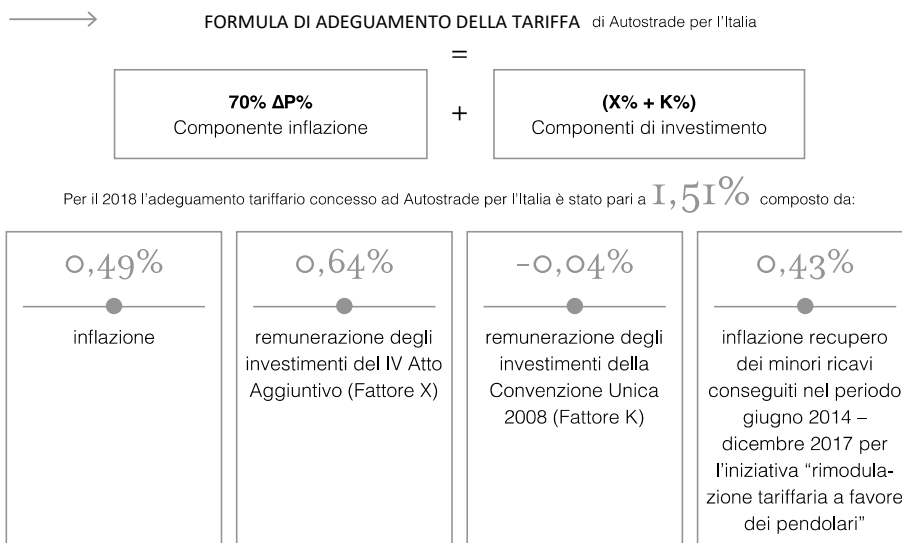 FORMULA DI ADEGUAMENTO DELLA TARIFFA di Autostrade per l'Italia
=
70% ΔP%
Componente inflazione
+
(X% + K%)
Componenti di investimento
Per il 2018 l'adeguamento tariffario concesso ad Autostrade per l'Italia è stato pari a 1,51% composto da:
0,49%
inflazione
0,64%
remunerazione degli
investimenti del IV Atto
Aggiuntivo (Fattore X)
-0,04%
remunerazione degli
investimenti della
Convenzione Unica
2008 (Fattore K)
0,43%
inflazione recupero
dei minori ricavi
conseguiti nel periodo
giugno 2014 –
dicembre 2017 per
l'iniziativa “rimodula-
zione tariffaria a favore
dei pendolari”